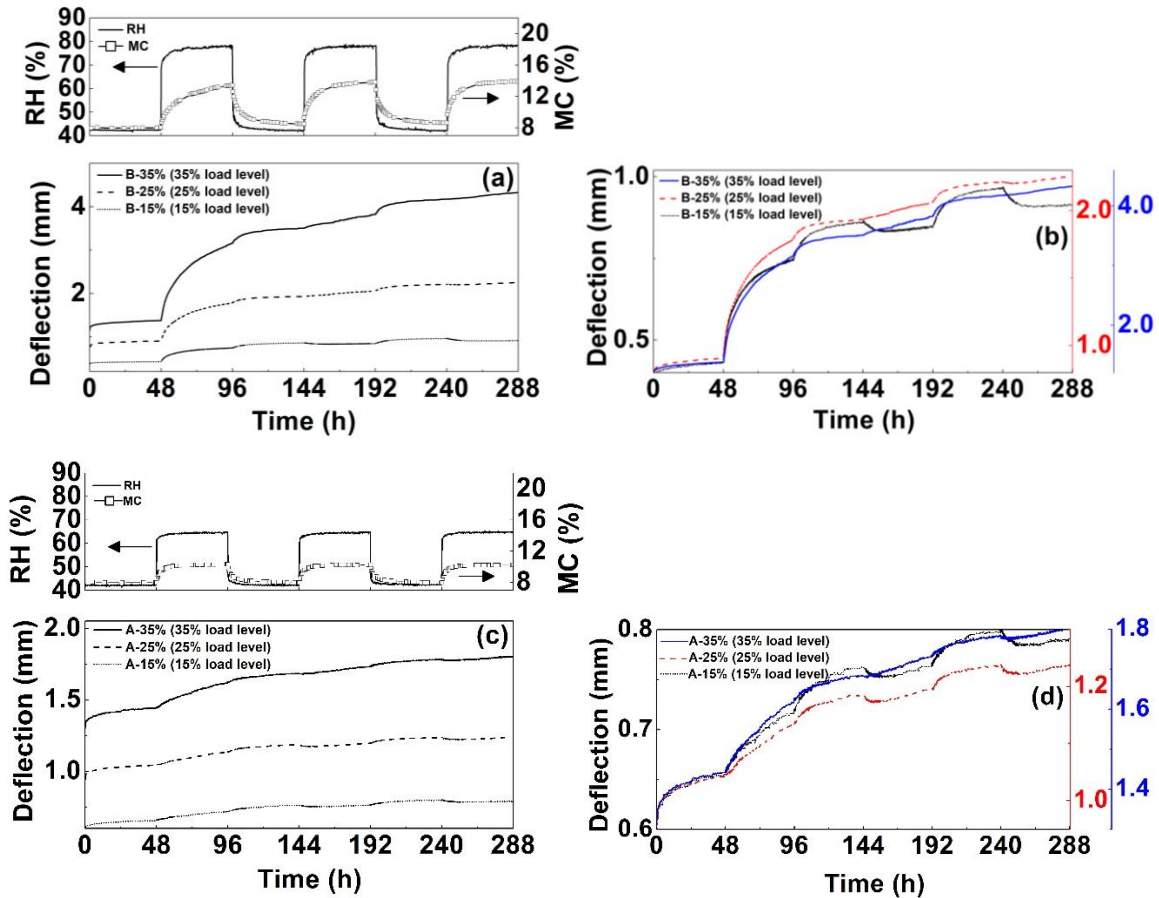 90
80
70
60
50
40
RH (%)
RH
MC
20
16
12
8
MC (%)
(a)
B-35% (35% load level)
B-25% (25% load level)
B-15% (15% load level)
4
2
Deflection (mm)
0 48 96 144 192 240 288
Time (h)
1.0
0.5
Deflection (mm)
B-35% (35% load level)
B-25% (25% load level)
B-15% (15% load level)
(b)
2.0
1.0
4.0
2.0
0 48 96 144 192 240 288
Time (h)
90
80
70
60
50
40
RH (%)
RH
MC
20
16
12
8
MC (%)
(c)
A-35% (35% load level)
A-25% (25% load level)
A-15% (15% load level)
2.0
1.5
1.0
Deflection (mm)
0 48 96 144 192 240 288
Time (h)
0.8
0.7
0.6
Deflection (mm)
A-35% (35% load level)
A-25% (25% load level)
A-15% (15% load level)
(d)
1.2
1.0
1.8
1.6
1.4
0 48 96 144 192 240 288
Time (h)